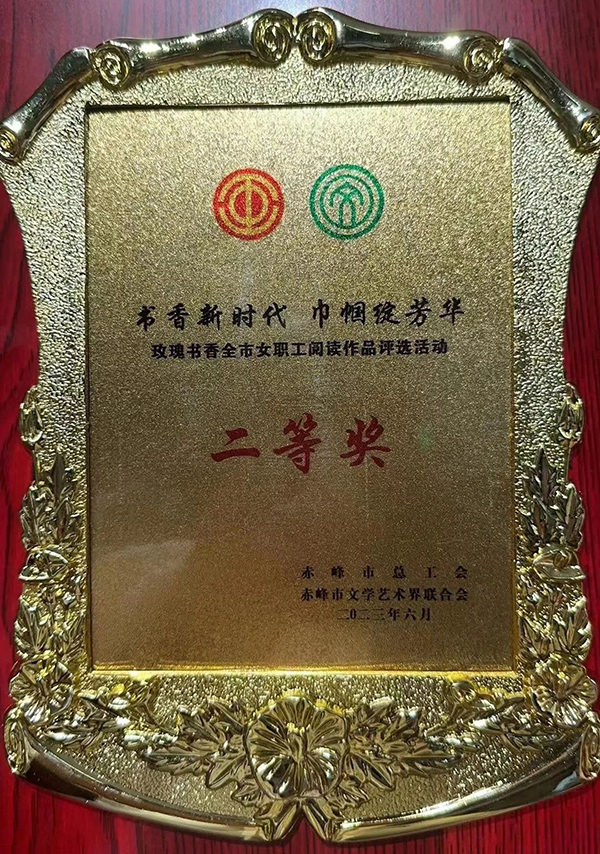 书香新时代 巾帼绽芳华
玫瑰书香全市女职工阅读作品评选活动
二等奖
赤峰市总工会
赤峰市文学艺术界联合会
二0二三年六月